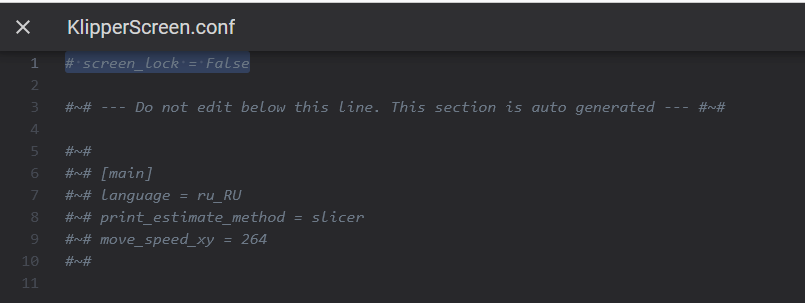 KlipperScreen.conf
1 # screen_lock = False
2
3 #~# --- Do not edit below this line. This section is auto generated --- #~#
4
5 #~#
6 #~# [main]
7 #~# language = ru_RU
8 #~# print_estimate_method = slicer
9 #~# move_speed_xy = 264
10 #~#
11